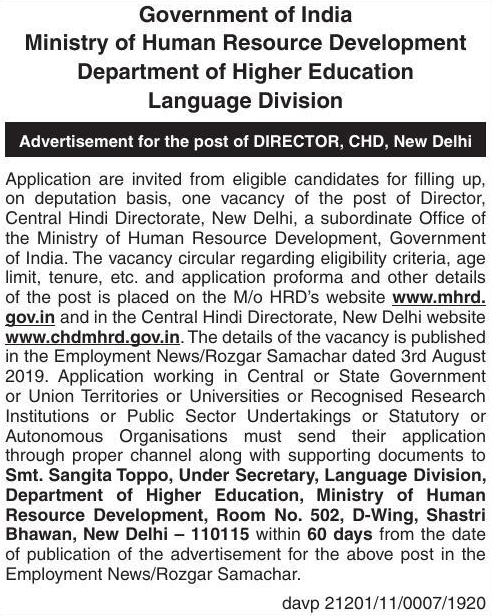 Government of India
Ministry of Human Resource Development
Department of Higher Education
Language Division
Advertisement for the post of DIRECTOR, CHD, New Delhi
Application are invited from eligible candidates for filling up,
on deputation basis, one vacancy of the post of Director,
Central Hindi Directorate, New Delhi, a subordinate Office of
the Ministry of Human Resource Development, Government
of India. The vacancy circular regarding eligibility criteria, age
limit, tenure, etc. and application proforma and other details
of the post is placed on the M/o HRD's website www.mhrd.
gov.in and in the Central Hindi Directorate, New Delhi website
www.chdmhrd.gov.in. The details of the vacancy is published
in the Employment News/Rozgar Samachar dated 3rd August
2019. Application working in Central or State Government
or Union Territories or Universities or Recognised Research
Institutions or Public Sector Undertakings or Statutory or
Autonomous Organisations must send their application
through proper channel along with supporting documents to
Smt. Sangita Toppo, Under Secretary, Language Division,
Department of Higher Education, Ministry of Human
Resource Development, Room No. 502, D-Wing, Shastri
Bhawan, New Delhi – 110115 within 60 days from the date
of publication of the advertisement for the above post in the
Employment News/Rozgar Samachar.
davp 21201/11/0007/1920